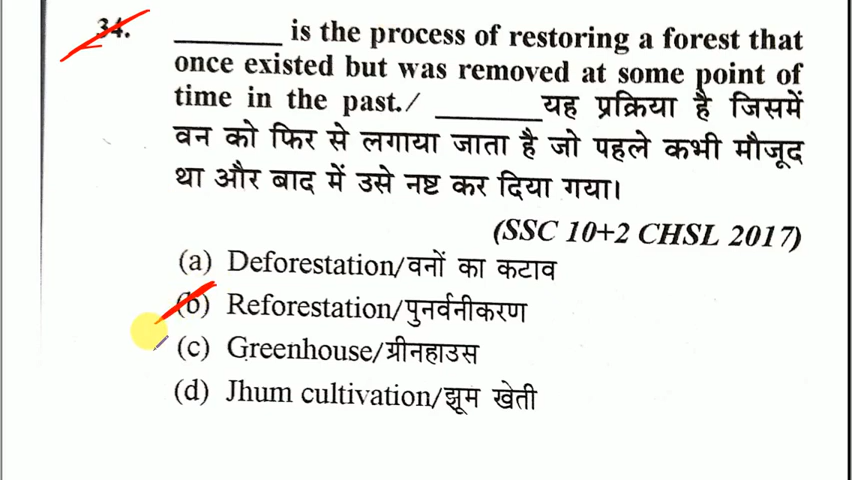 34. ________ is the process of restoring a forest that
once existed but was removed at some point of
time in the past./ ________यह प्रक्रिया है जिसमें
वन को फिर से लगाया जाता है जो पहले कभी मौजूद
था और बाद में उसे नष्ट कर दिया गया।
(SSC 10+2 CHSL 2017)
(a) Deforestation/वनों का कटाव
(b) Reforestation/पुनर्वनीकरण
(c) Greenhouse/ग्रीनहाउस
(d) Jhum cultivation/झूम खेती